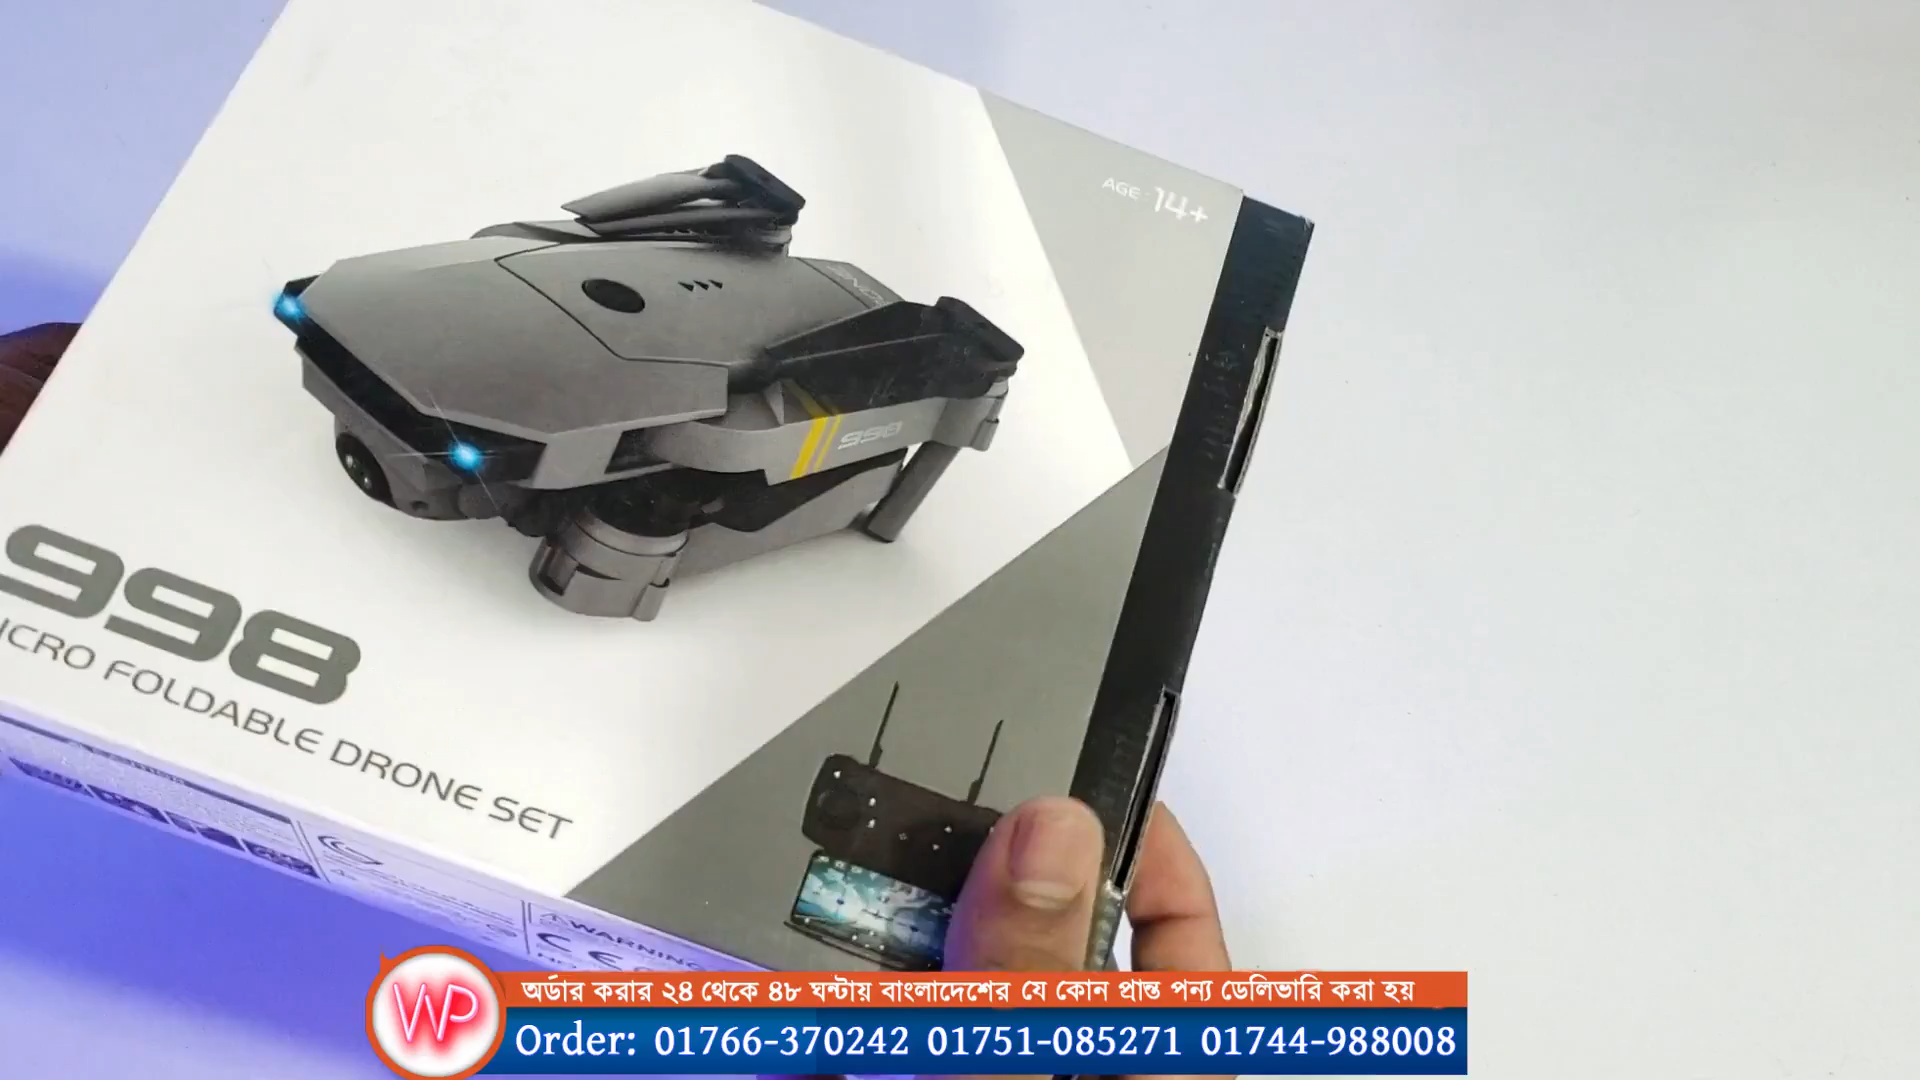 AGE: 14+
998
998
MICRO FOLDABLE DRONE SET
WARNING
WP
অর্ডার করার ২৪ থেকে ৪৮ ঘন্টায় বাংলাদেশের যে কোন প্রান্ত পন্য ডেলিভারি করা হয়
Order: 01766-370242 01751-085271 01744-988008